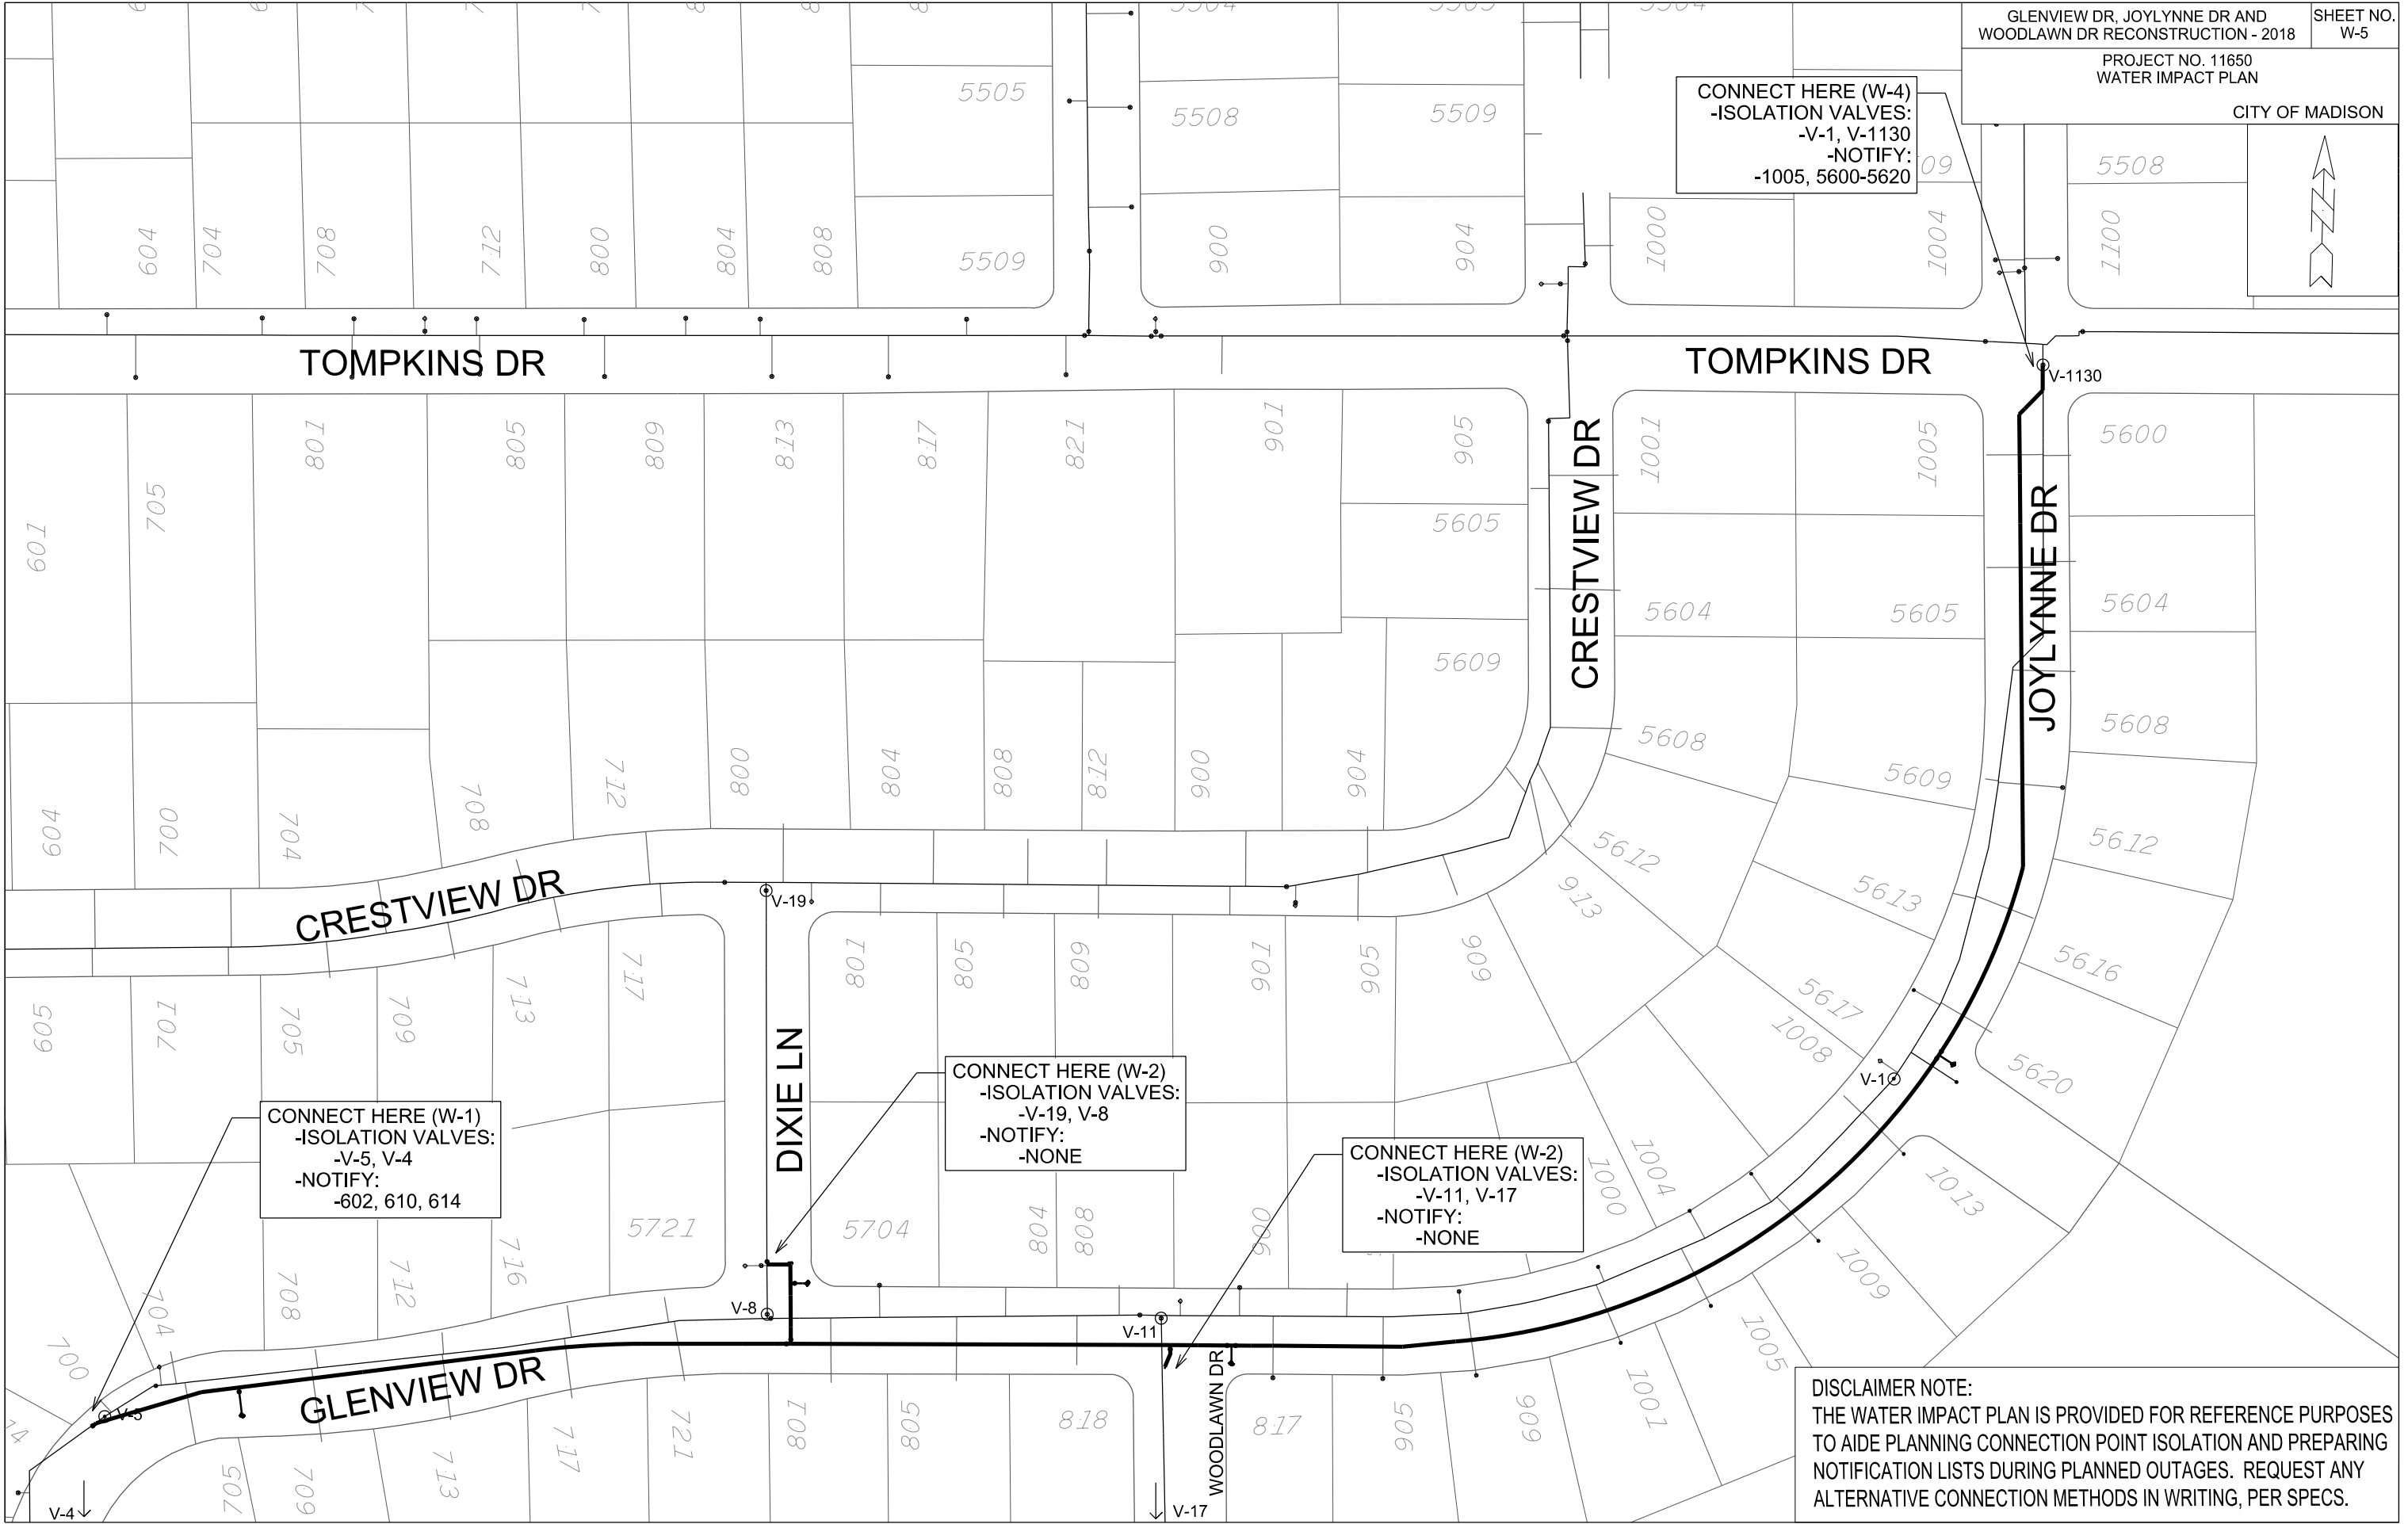 GLENVIEW DR, JOYLYNNE DR AND
WOODLAWN DR RECONSTRUCTION - 2018
SHEET NO.
W-5
PROJECT NO. 11650
WATER IMPACT PLAN
CITY OF MADISON
CONNECT HERE (W-4)
-ISOLATION VALVES:
-V-1, V-1130
-NOTIFY:
-1005, 5600-5620
5505
5508
5509
5508
604
704
708
712
800
804
808
5509
900
904
1000
1004
1100
TOMPKINS DR
TOMPKINS DR
V-1130
601
705
801
805
809
813
817
821
901
905
5605
5609
CRESTVIEW DR
1001
1005
5604
5605
5608
5609
JOYLYNNE DR
5600
5604
5608
5612
5616
5620
604
700
704
708
712
800
804
808
812
900
904
5612
5613
5617
913
1008
CRESTVIEW DR
V-19
605
701
705
709
713
717
801
805
809
901
905
909
DIXIE LN
V-1
CONNECT HERE (W-1)
-ISOLATION VALVES:
-V-5, V-4
-NOTIFY:
-602, 610, 614
CONNECT HERE (W-2)
-ISOLATION VALVES:
-V-19, V-8
-NOTIFY:
-NONE
CONNECT HERE (W-2)
-ISOLATION VALVES:
-V-11, V-17
-NOTIFY:
-NONE
700
704
708
712
716
5721
5704
804
808
900
1000
1004
1013
1009
1005
1001
V-8
V-11
V-5
GLENVIEW DR
WOODLAWN DR
705
709
713
717
721
801
805
818
817
905
909
V-4
V-17
DISCLAIMER NOTE:
THE WATER IMPACT PLAN IS PROVIDED FOR REFERENCE PURPOSES
TO AIDE PLANNING CONNECTION POINT ISOLATION AND PREPARING
NOTIFICATION LISTS DURING PLANNED OUTAGES. REQUEST ANY
ALTERNATIVE CONNECTION METHODS IN WRITING, PER SPECS.